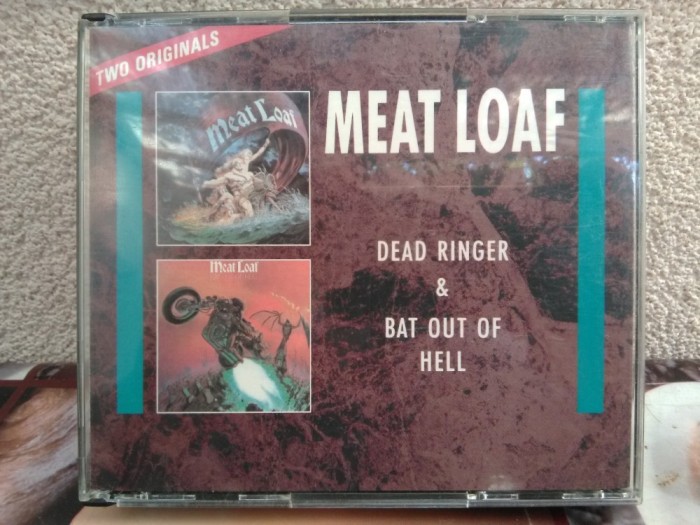 TWO ORIGINALS
Meat Loaf
MEAT LOAF
DEAD RINGER
&
BAT OUT OF
HELL
Meat Loaf